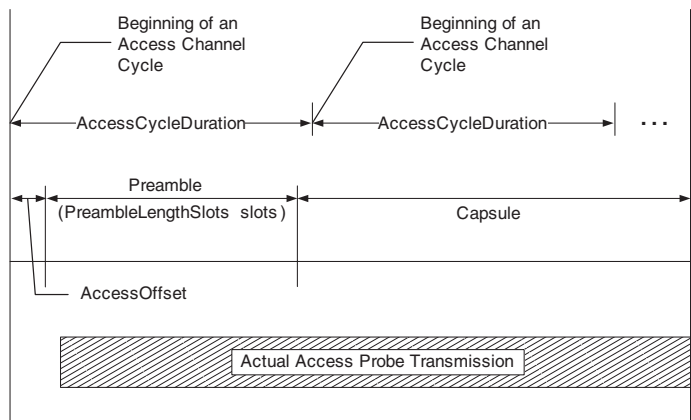 Beginning of an
Access Channel
Cycle
Beginning of an
Access Channel
Cycle
AccessCycleDuration
AccessCycleDuration
...
Preamble
(PreambleLengthSlots slots)
Capsule
AccessOffset
Actual Access Probe Transmission